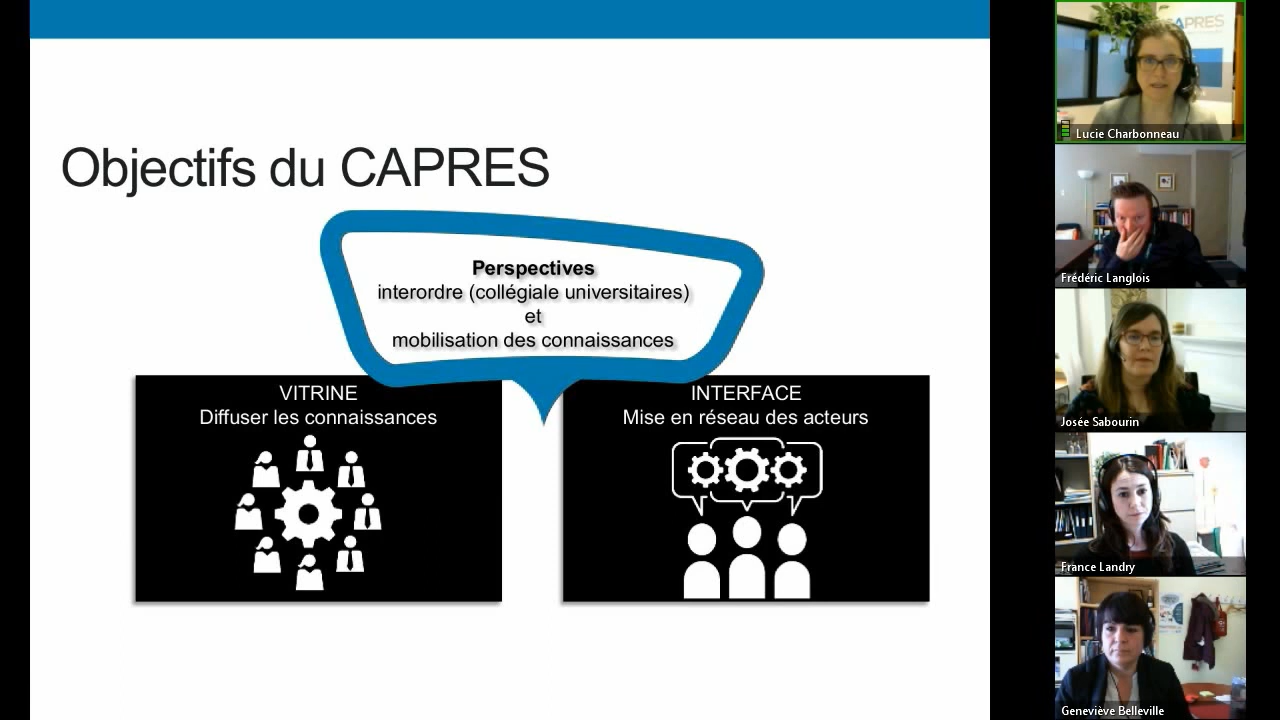 Objectifs du CAPRES
Perspectives
interordre (collégiale universitaires)
et
mobilisation des connaissances
VITRINE
Diffuser les connaissances
INTERFACE
Mise en réseau des acteurs
CAPRES
Lucie Charbonneau
Frédéric Langlois
Josée Sabourin
France Landry
Geneviève Belleville